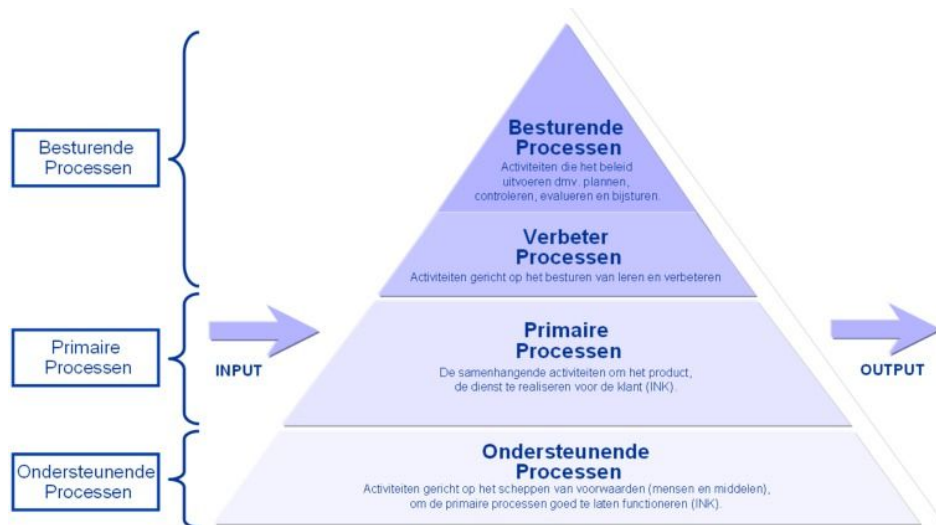 Besturende
Processen
Besturende
Processen
Activiteiten die het beleid
uitvoeren dmv. plannen,
controleren, evalueren en bijsturen.
Verbeter
Processen
Activiteiten gericht op het besturen van leren en verbeteren
Primaire
Processen
INPUT
Primaire
Processen
De samenhangende activiteiten om het product,
de dienst te realiseren voor de klant (INK).
OUTPUT
Ondersteunende
Processen
Ondersteunende
Processen
Activiteiten gericht op het scheppen van voorwaarden (mensen en middelen),
om de primaire processen goed te laten functioneren (INK).